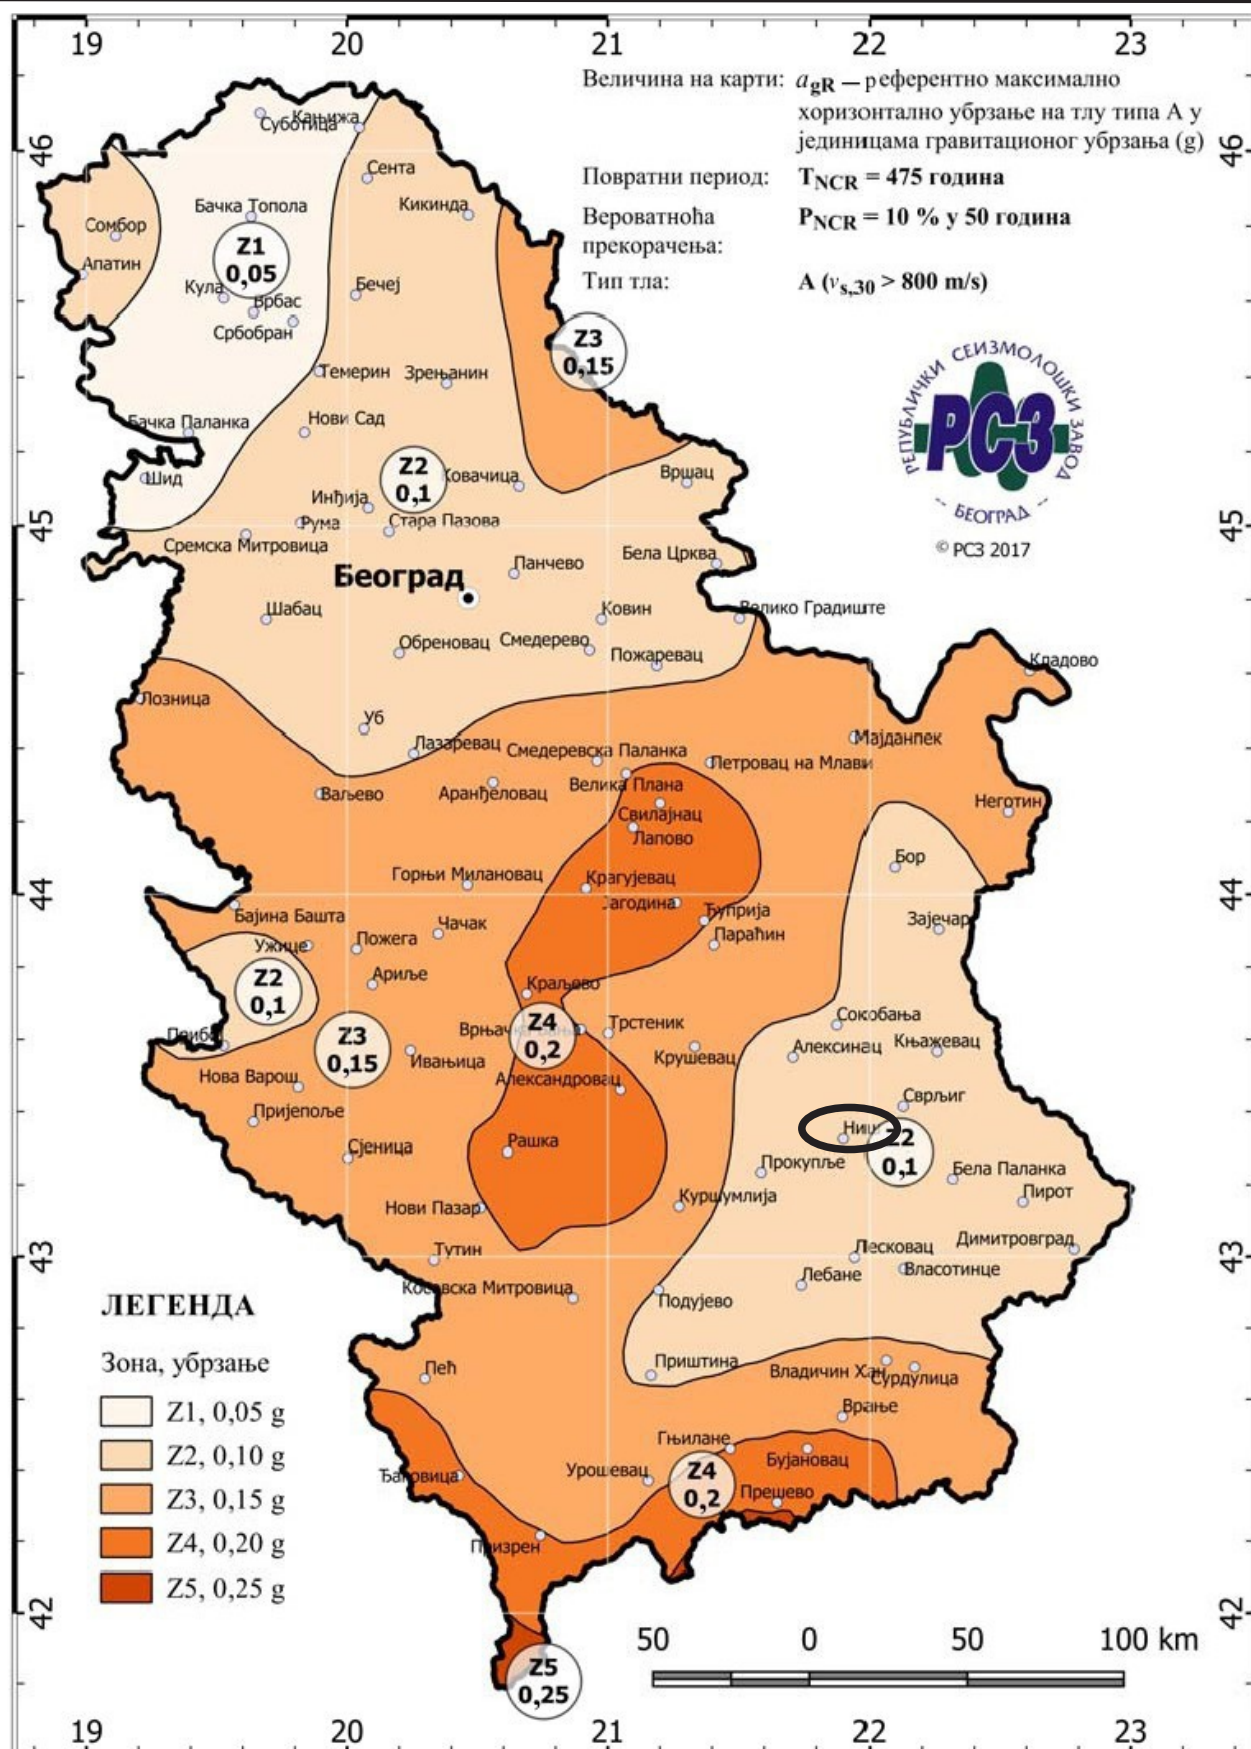 19 20 21 22 23
Величина на карти: agR — референтно максимално
хоризонтално убрзање на тлу типа А у
јединицама гравитационог убрзања (g)
Повратни период: TNCR = 475 година
Вероватноћа PNCR = 10 % у 50 година
прекорачења:
Тип тла: A (vs,30 > 800 m/s)
РЕПУБЛИЧКИ СЕИЗМОЛОШКИ ЗАВОД
РСЗ
-- БЕОГРАД --
© РСЗ 2017
46 46
Кањижа
Суботица
Сента
Бачка Топола
Кикинда
Сомбор
Z1
0,05
Апатин
Кула
Бечеј
Врбас
Србобран
Z3
0,15
Темерин
Зрењанин
Бачка Паланка
Нови Сад
Z2
0,1
Ковачица
Вршац
Шид
Инђија
45 45
Рума
Стара Пазова
Сремска Митровица
Бела Црква
Панчево
Београд
Шабац
Ковин
Велико Градиште
Обреновац
Смедерево
Пожаревац
Кладово
Лозница
Уб
Лазаревац
Смедеревска Паланка
Мајданпек
Петровац на Млави
Ваљево
Аранђеловац
Велика Плана
Неготин
Свилајнац
Лапово
Бор
Горњи Милановац
Крагујевац
44 44
Јагодина
Бајина Башта
Чачак
Ћуприја
Зајечар
Ужице
Пожега
Параћин
Z2
0,1
Ариље
Краљево
Сокобања
Прибој
Z3
0,15
Врњачка Бања
Z4
0,2
Трстеник
Књажевац
Алексинац
Ивањица
Крушевац
Нова Варош
Александровац
Сврљиг
Пријепоље
Ниш
Z2
0,1
Сјеница
Рашка
Прокупље
Бела Паланка
Пирот
Нови Пазар
Куршумлија
Тутин
Лесковац
Димитровград
43 43
Власотинце
Лебане
Косовска Митровица
Подујево
ЛЕГЕНДА
Зона, убрзање
Z1, 0,05 g
Z2, 0,10 g
Z3, 0,15 g
Z4, 0,20 g
Z5, 0,25 g
Пећ
Приштина
Владичин Хан
Сурдулица
Врање
Гњилане
Бујановац
Ђаковица
Урошевац
Z4
0,2
Прешево
Призрен
42 42
Z5
0,25
50 0 50 100 km
19 20 21 22 23